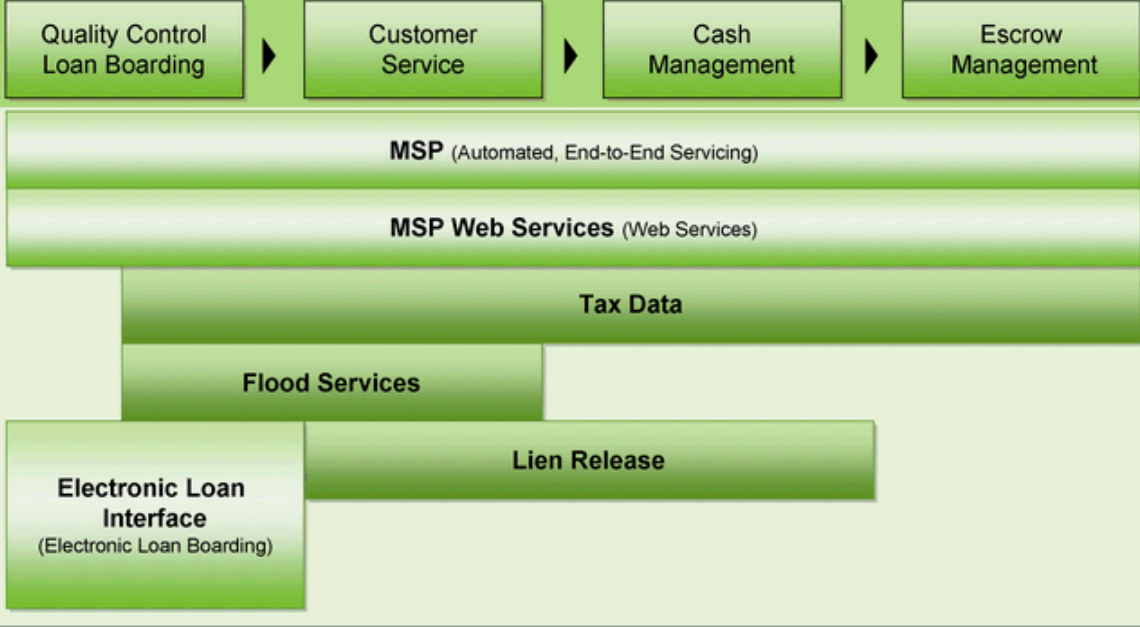 Quality Control
Loan Boarding
Customer
Service
Cash
Management
Escrow
Management
MSP (Automated, End-to-End Servicing)
MSP Web Services (Web Services)
Tax Data
Flood Services
Lien Release
Electronic Loan
Interface
(Electronic Loan Boarding)